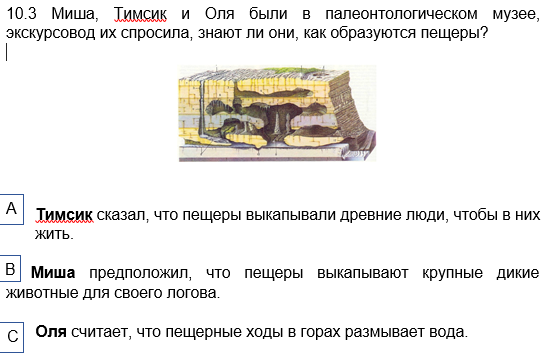 10.3 Миша, Тимсик и Оля были в палеонтологическом музее,
экскурсовод их спросила, знают ли они, как образуются пещеры?
A
Тимсик сказал, что пещеры выкапывали древние люди, чтобы в них
жить.
B
Миша предположил, что пещеры выкапывают крупные дикие
животные для своего логова.
C
Оля считает, что пещерные ходы в горах размывает вода.